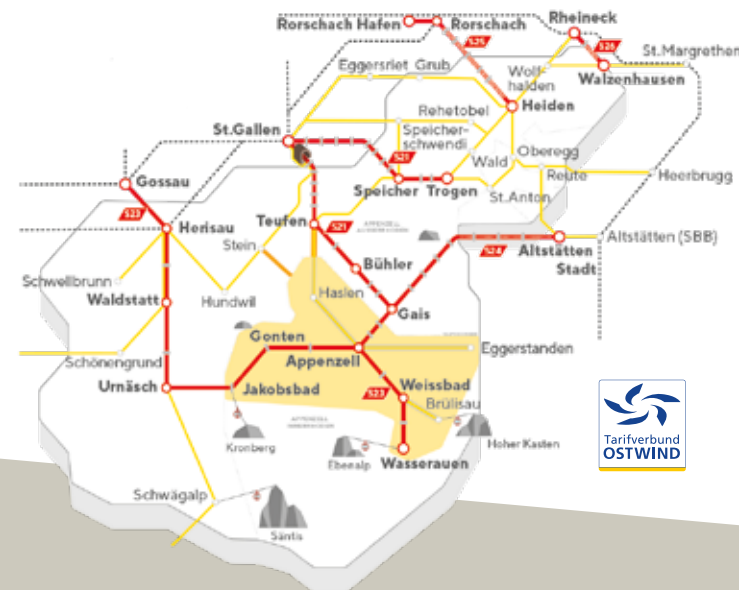 Rorschach Hafen
Rorschach
Rheineck
S25
S26
St.Margrethen
Eggersriet
Grub
Wolf-
halden
Walzenhausen
Heiden
Rehetobel
St.Gallen
Speicher-
schwendi
Oberegg
S21
Wald
Reute
Heerbrugg
Gossau
Speicher
Trogen
St.Anton
S23
Herisau
Teufen
S21
Stein
Altstätten (SBB)
S24
Altstätten
Stadt
Bühler
Schwellbrunn
Waldstatt
Hundwil
Haslen
Gais
Gonten
Appenzell
Eggerstanden
Schönengrund
Urnäsch
Jakobsbad
S23
Weissbad
Brülisau
Kronberg
Hoher Kasten
Ebenalp
Wasserauen
Schwägalp
Säntis
Tarifverbund
OSTWIND